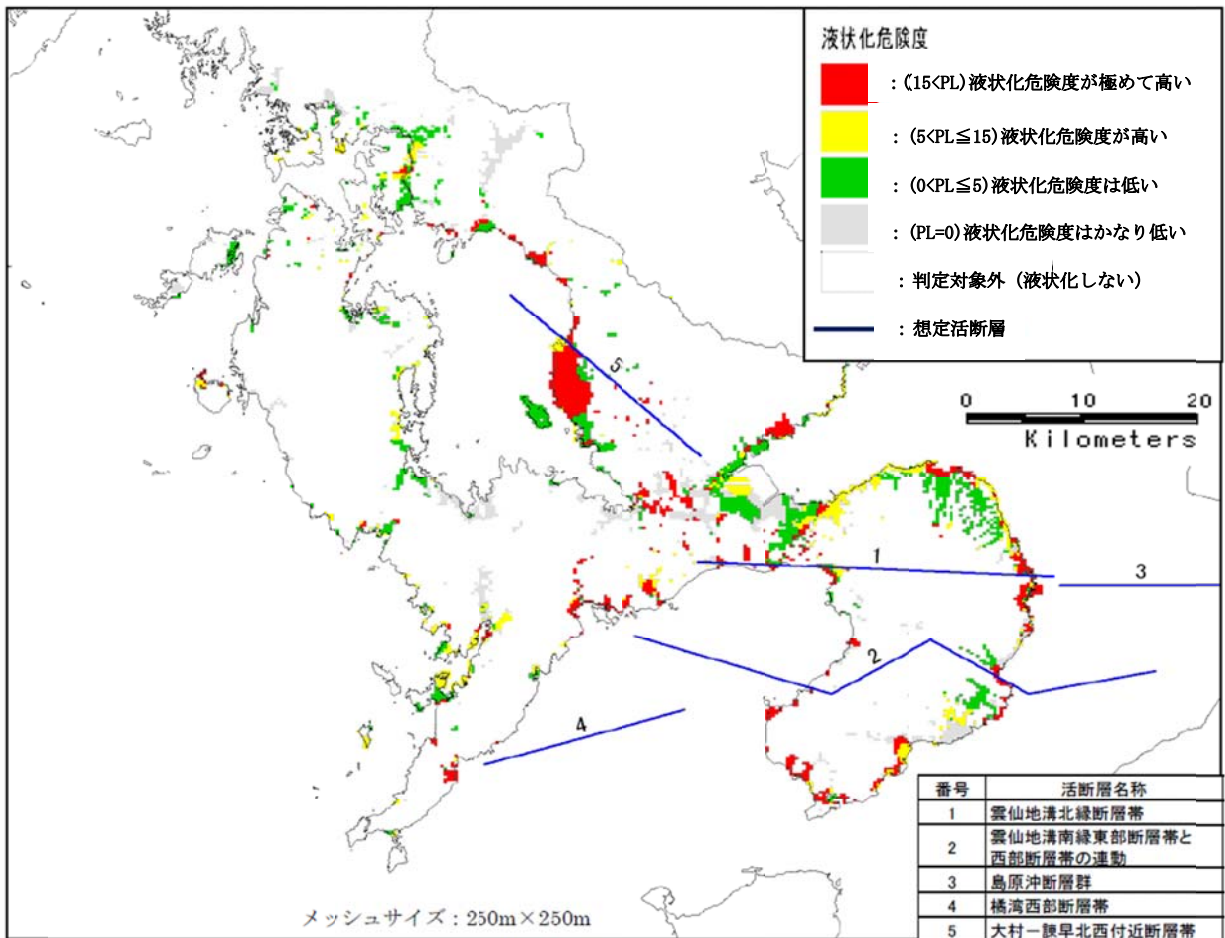 液状化危険度
：(15<PL)液状化危険度が極めて高い
：(5<PL≦15)液状化危険度が高い
：(0<PL≦5)液状化危険度は低い
：(PL=0)液状化危険度はかなり低い
：判定対象外（液状化しない）
：想定活断層
0 10 20
Kilometers
5
1
3
2
4
番号 活断層名称
1 雲仙地溝北縁断層帯
2 雲仙地溝南縁東部断層帯と
西部断層帯の連動
3 島原沖断層群
4 橘湾西部断層帯
5 大村－諫早北西付近断層帯
メッシュサイズ：250m×250m